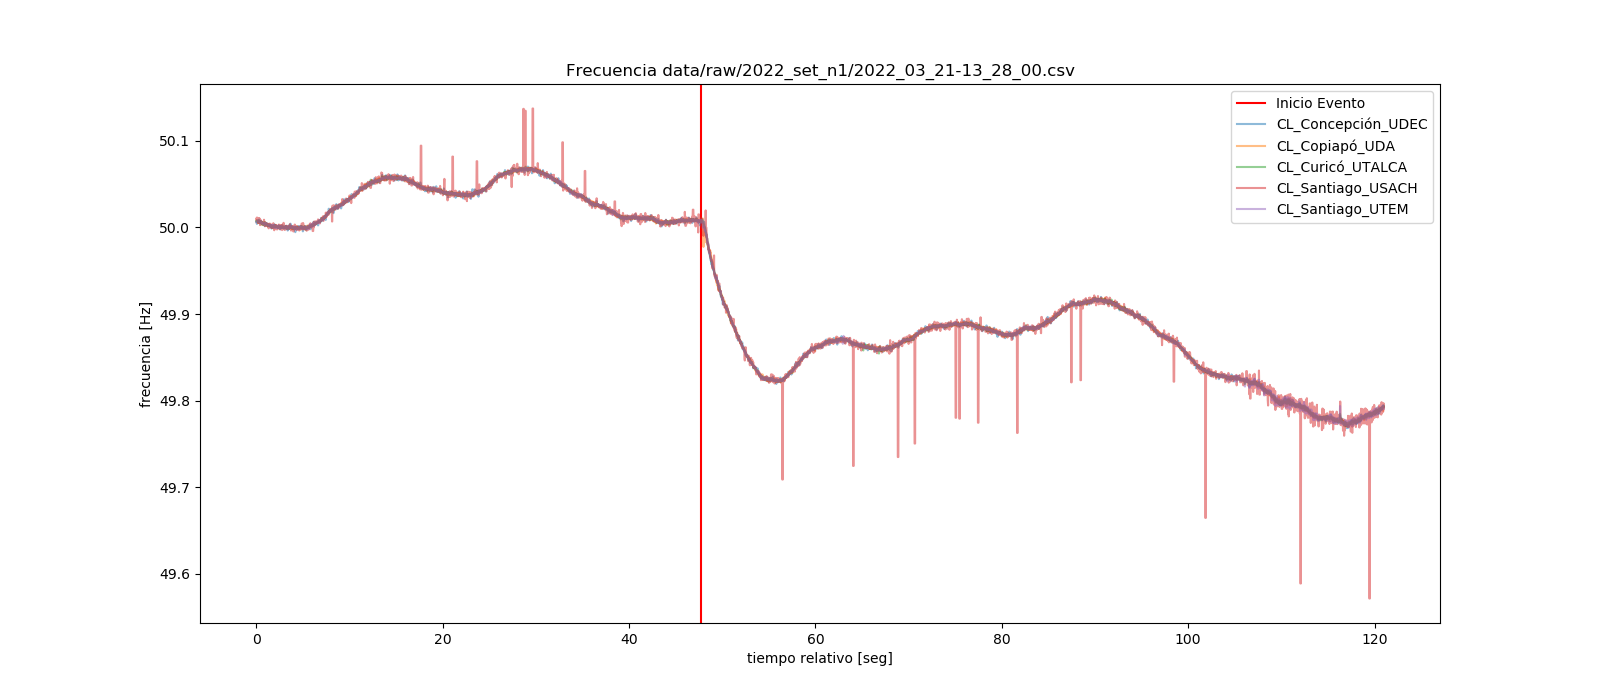 Frecuencia data/raw/2022_set_n1/2022_03_21-13_28_00.csv
Inicio Evento
CL_Concepción_UDEC
CL_Copiapó_UDA
CL_Curicó_UTALCA
CL_Santiago_USACH
CL_Santiago_UTEM
frecuencia [Hz]
50.1
50.0
49.9
49.8
49.7
49.6
0 20 40 60 80 100 120
tiempo relativo [seg]